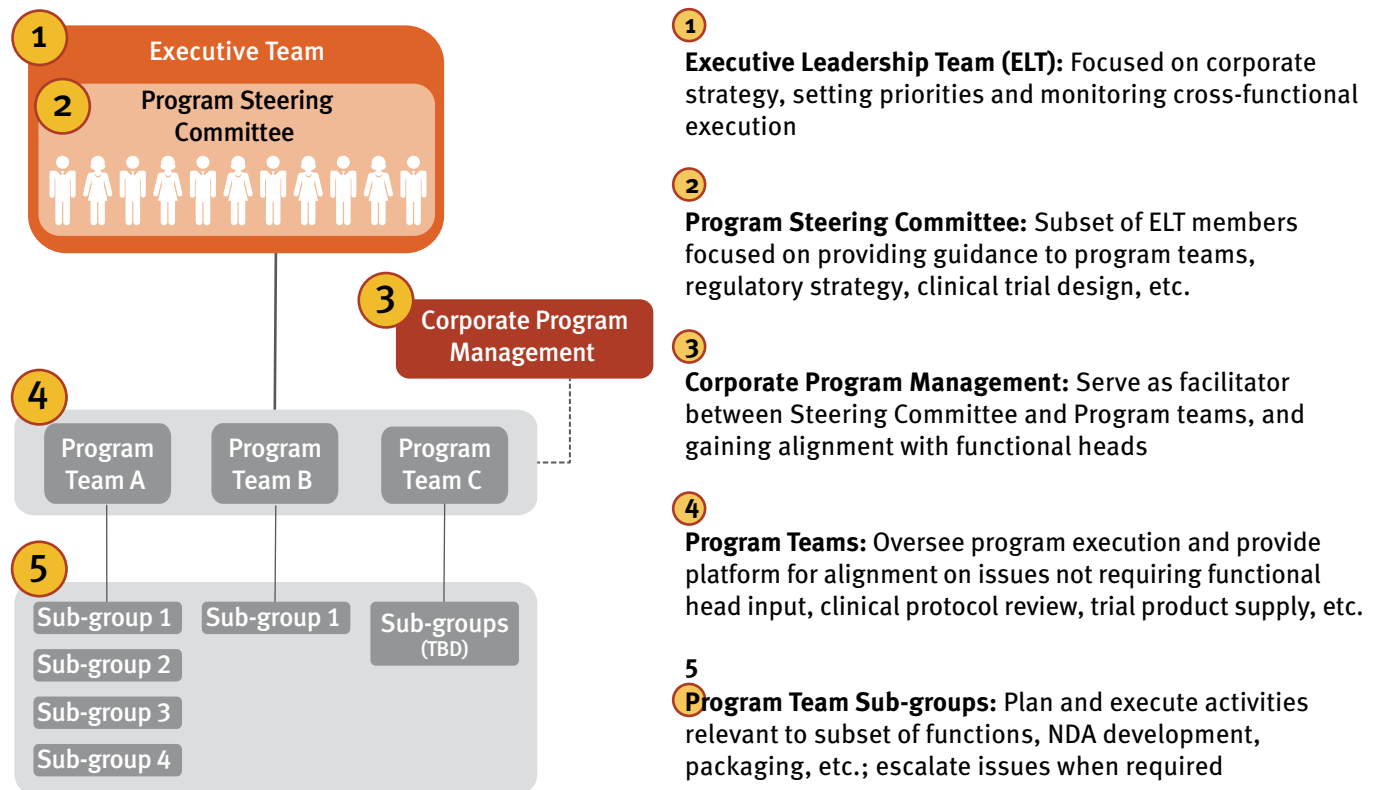 1
Executive Team
2
Program Steering
Committee
3
Corporate Program
Management
4
Program
Team A
Program
Team B
Program
Team C
5
Sub-group 1
Sub-group 2
Sub-group 3
Sub-group 4
Sub-group 1
Sub-groups
(TBD)
1
Executive Leadership Team (ELT): Focused on corporate
strategy, setting priorities and monitoring cross-functional
execution
2
Program Steering Committee: Subset of ELT members
focused on providing guidance to program teams,
regulatory strategy, clinical trial design, etc.
3
Corporate Program Management: Serve as facilitator
between Steering Committee and Program teams, and
gaining alignment with functional heads
4
Program Teams: Oversee program execution and provide
platform for alignment on issues not requiring functional
head input, clinical protocol review, trial product supply, etc.
5
Program Team Sub-groups: Plan and execute activities
relevant to subset of functions, NDA development,
packaging, etc.; escalate issues when required